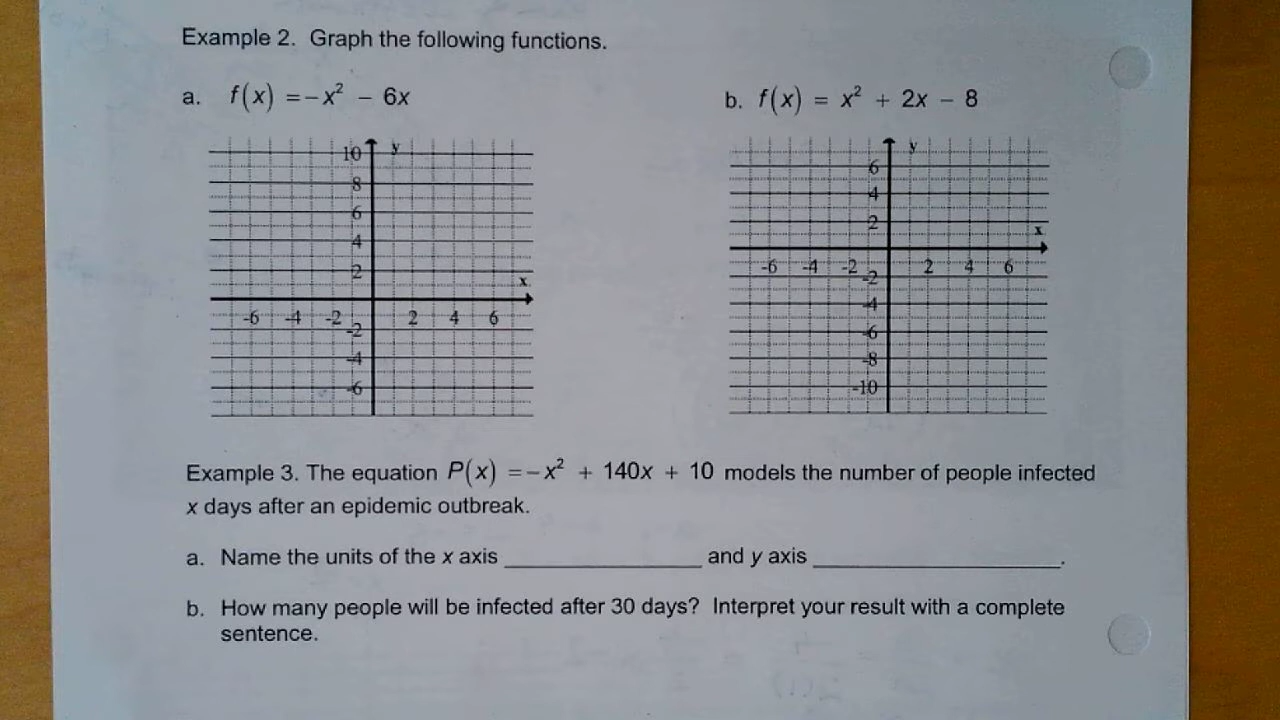 Example 2. Graph the following functions.
a. f(x) = -x² - 6x
b. f(x) = x² + 2x - 8
10 y
8
6
4
2
x
-6 -4 -2 2 4 6
-2
-4
-6
y
6
4
2
x
-6 -4 -2 2 4 6
-2
-4
-6
-8
-10
Example 3. The equation P(x) = -x² + 140x + 10 models the number of people infected
x days after an epidemic outbreak.
a. Name the units of the x axis ________________ and y axis ____________________.
b. How many people will be infected after 30 days? Interpret your result with a complete
sentence.